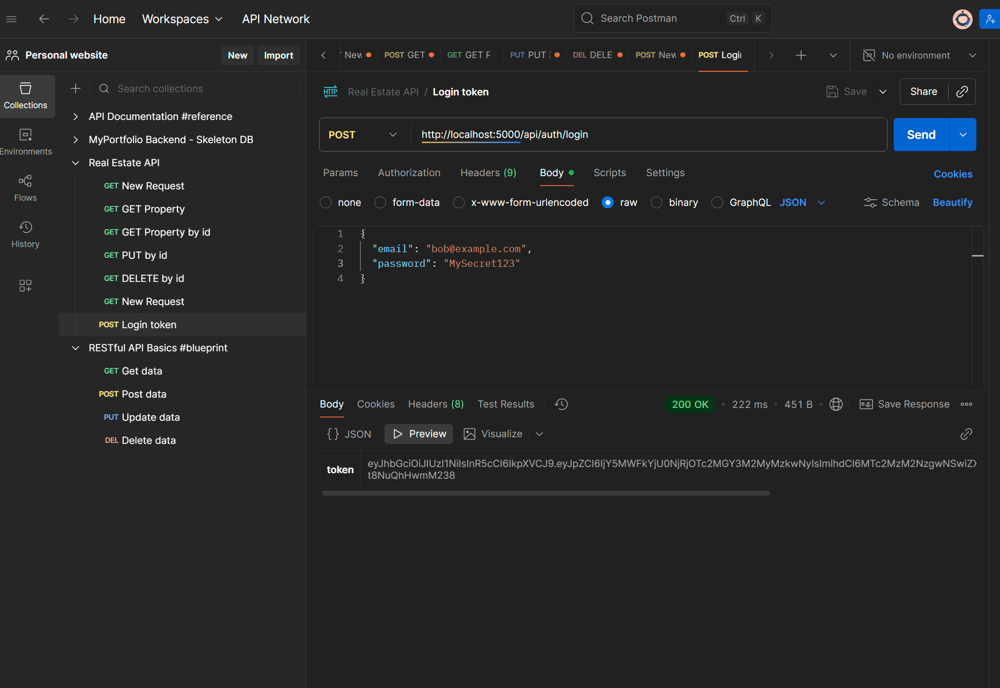 Home Workspaces API Network Search Postman Ctrl K
Personal website New Import
New POST GET GET GET F PUT PUT DEL DELE POST New POST Logi No environment
Collections
Environments
Flows
History
Search collections
API Documentation #reference
MyPortfolio Backend - Skeleton DB
Real Estate API
GET New Request
GET GET Property
GET GET Property by id
GET PUT by id
GET DELETE by id
GET New Request
POST Login token
RESTful API Basics #blueprint
GET Get data
POST Post data
PUT Update data
DEL Delete data
HTTP Real Estate API / Login token Save Share
POST http://localhost:5000/api/auth/login Send
Params Authorization Headers (9) Body Scripts Settings Cookies
none form-data x-www-form-urlencoded raw binary GraphQL JSON Schema Beautify
1 {
2 "email": "bob@example.com",
3 "password": "MySecret123"
4 }
Body Cookies Headers (8) Test Results 200 OK • 222 ms • 451 B • e.g. Save Response
{} JSON Preview Visualize
token eyJhbGciOiJIUzI1NiIsInR5cCI6IkpXVCJ9.eyJpZCI6IjY5MWFkYjU0NjRjOTc2MGY3M2MyMzkwNyIsImlhdCI6MTc2MzM2NzgwNSwiZX
t8NuQhHwmM238